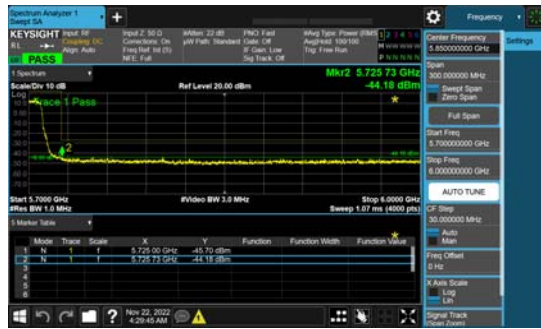 Spectrum Analyzer 1
Swept SA
Frequency
KEYSIGHT
Input: RF
Coupling: DC
Align: Auto
Input Z: 50 Ω
Corrections: On
Freq Ref: Int (S)
NFE: Full
#Atten: 22 dB
µW Path: Standard
PNO: Fast
Gate: Off
IF Gain: Low
Sig Track: Off
#Avg Type: Power (RMS)
Avg|Hold: 100/100
Trig: Free Run
PASS
1 Spectrum
Scale/Div 10 dB
Ref Level 20.00 dBm
Mkr2 5.725 73 GHz
-44.18 dBm
Log
Trace 1 Pass
2
Start 5.7000 GHz
#Res BW 1.0 MHz
#Video BW 3.0 MHz
Stop 6.0000 GHz
Sweep 1.07 ms (4000 pts)
5 Marker Table
Mode Trace Scale X Y Function Function Width Function Value
1 N 1 f 5.725 00 GHz -45.70 dBm
2 N 1 f 5.725 73 GHz -44.18 dBm
3
4
5
6
Nov 22, 2022
4:29:45 AM
Center Frequency
5.850000000 GHz
Settings
Span
300.000000 MHz
Swept Span
Zero Span
Full Span
Start Freq
5.700000000 GHz
Stop Freq
6.000000000 GHz
AUTO TUNE
CF Step
30.000000 MHz
Auto
Man
Freq Offset
0 Hz
X Axis Scale
Log
Lin
Signal Track
(Span Zoom)